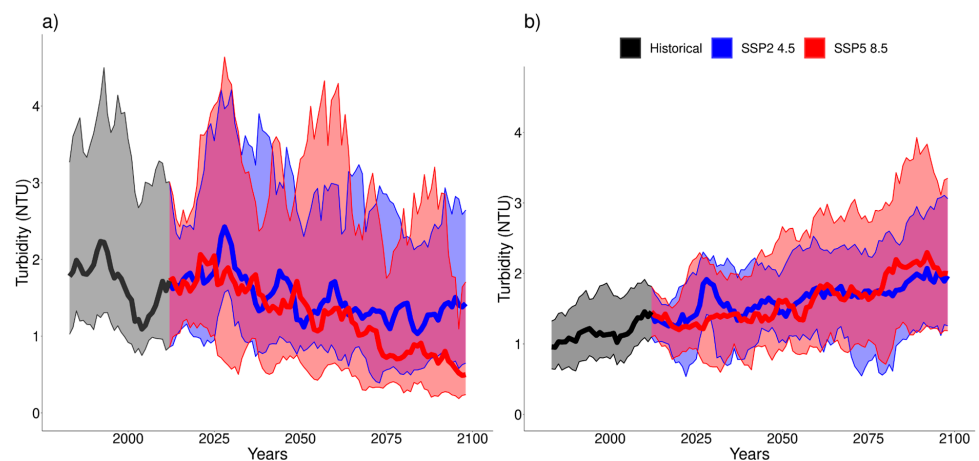 a)
b)
Historical
SSP2 4.5
SSP5 8.5
Turbidity (NTU)
4
3
2
1
0
2000
2025
2050
2075
2100
Years
Turbidity (NTU)
4
3
2
1
0
2000
2025
2050
2075
2100
Years